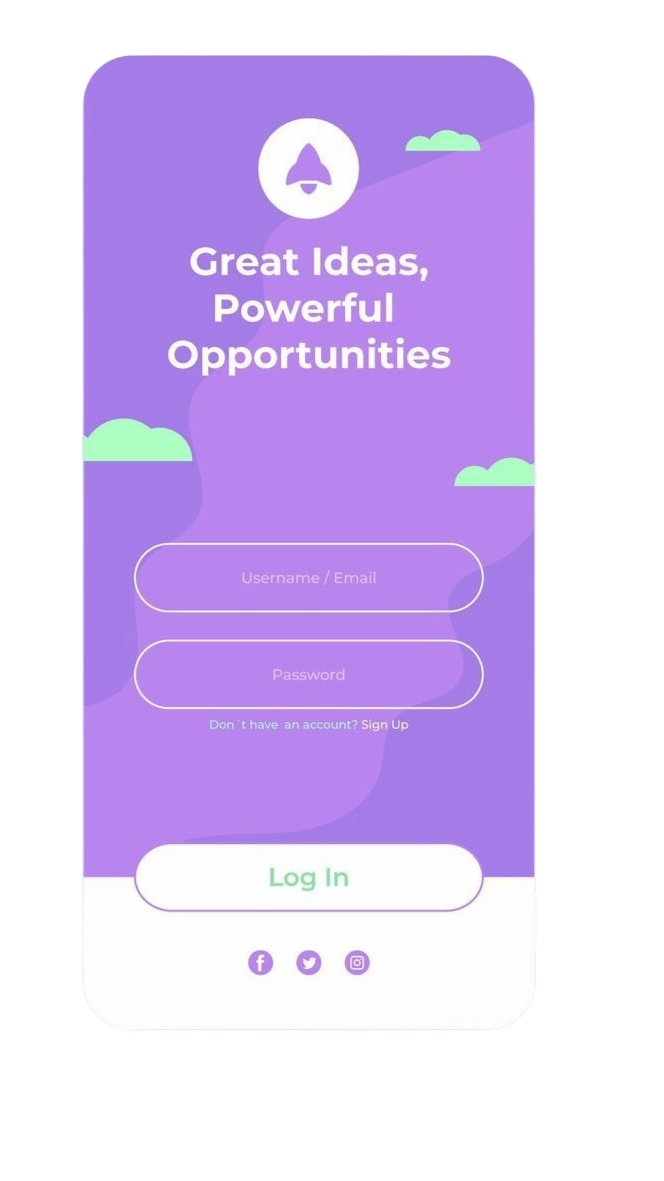 Great Ideas,
Powerful
Opportunities
Username / Email
Password
Don´t have  an account? Sign Up
Log In